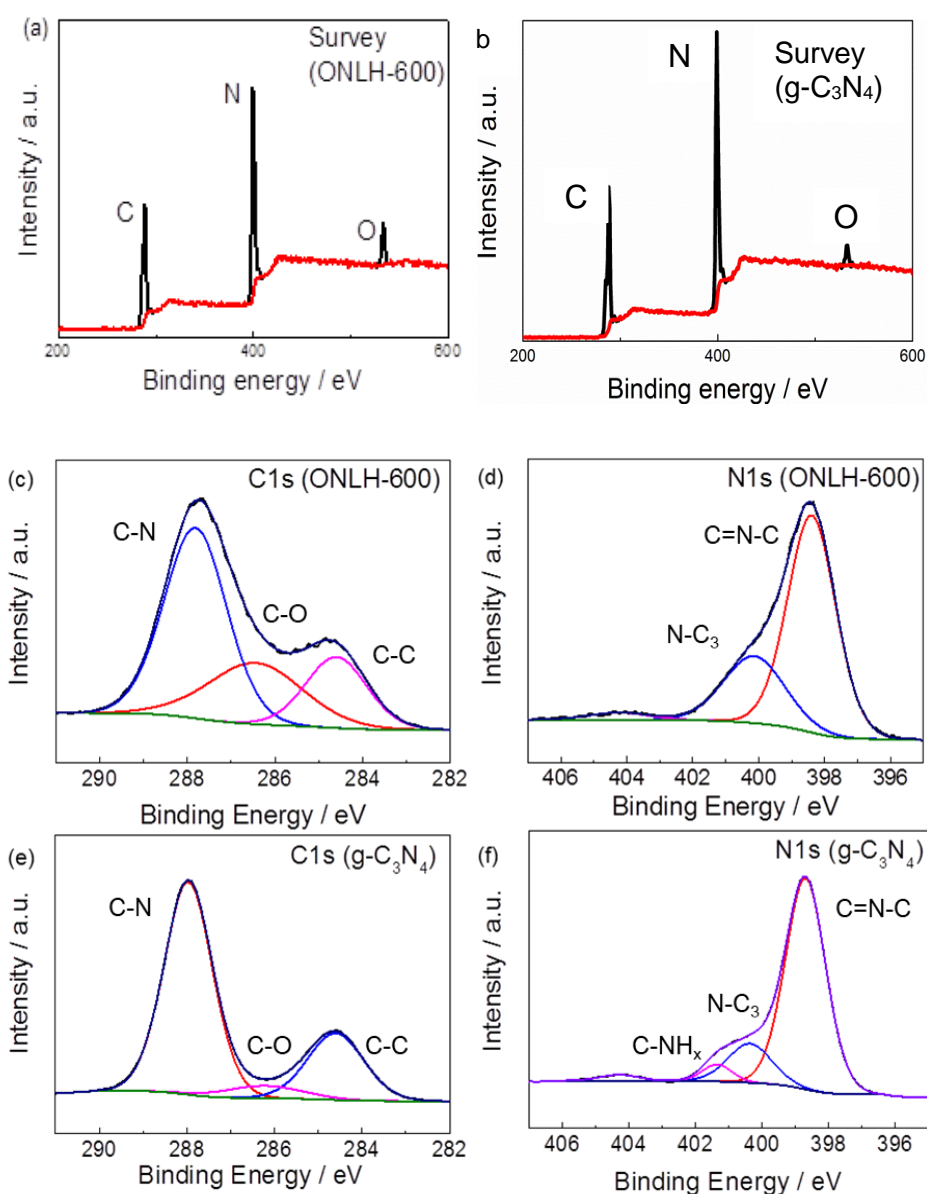 (a)
Survey
(ONLH-600)
N
C
O
Intensity / a.u.
200 400 600
Binding energy / eV
b
Survey
(g-C₃N₄)
N
C
O
Intensity / a.u.
200 400 600
Binding energy / eV
(c)
C1s (ONLH-600)
C-N
C-O
C-C
Intensity / a.u.
290 288 286 284 282
Binding Energy / eV
(d)
N1s (ONLH-600)
C=N-C
N-C₃
Intensity / a.u.
406 404 402 400 398 396
Binding Energy / eV
(e)
C1s (g-C₃N₄)
C-N
C-O
C-C
Intensity / a.u.
290 288 286 284 282
Binding Energy / eV
(f)
N1s (g-C₃N₄)
C=N-C
N-C₃
C-NHₓ
Intensity / a.u.
406 404 402 400 398 396
Binding Energy / eV